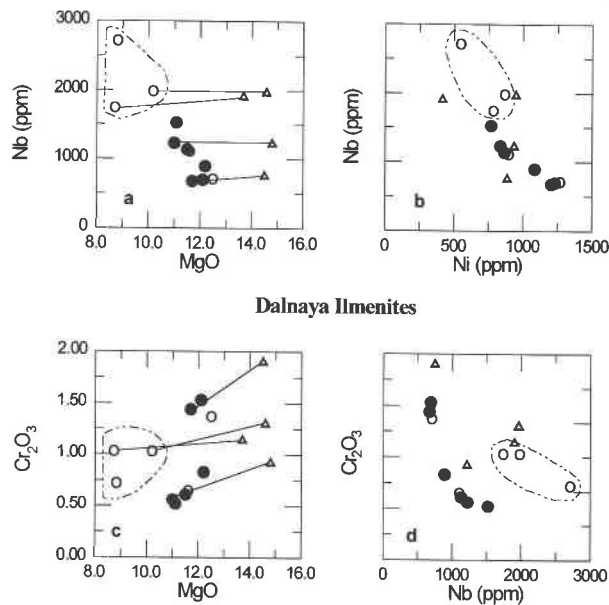 3000
2000
1000
0
Nb (ppm)
a
8.0 10.0 12.0 14.0 16.0
MgO
Nb (ppm)
b
0 500 1000 1500
Ni (ppm)
Dalnaya Ilmenites
2.00
1.50
1.00
0.50
0.00
Cr₂O₃
c
8.0 10.0 12.0 14.0 16.0
MgO
Cr₂O₃
d
0 1000 2000 3000
Nb (ppm)